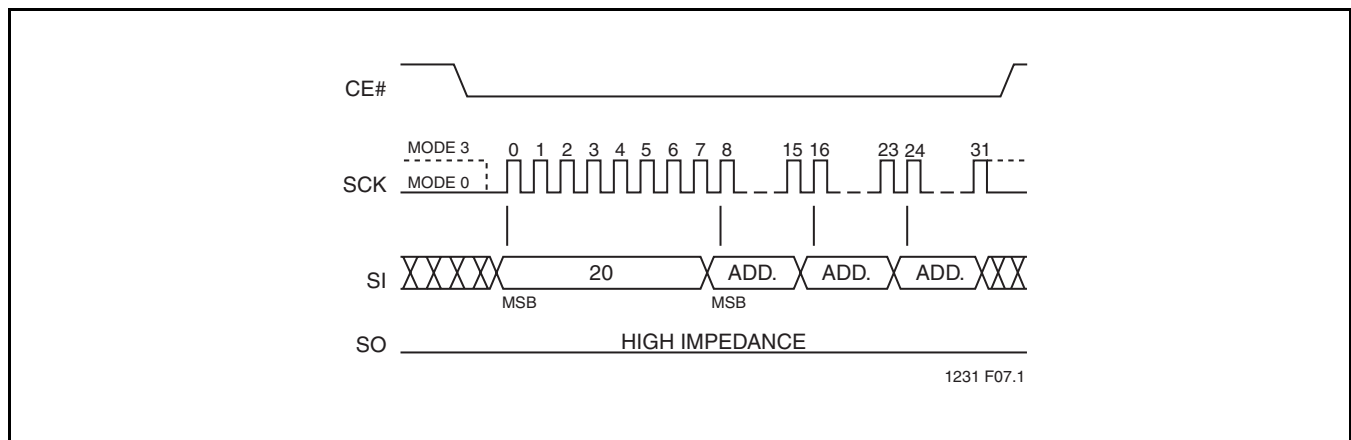 CE#
MODE 3
0 1 2 3 4 5 6 7 8 15 16 23 24 31
SCK
MODE 0
SI
20 ADD. ADD. ADD.
MSB MSB
SO
HIGH IMPEDANCE
1231 F07.1